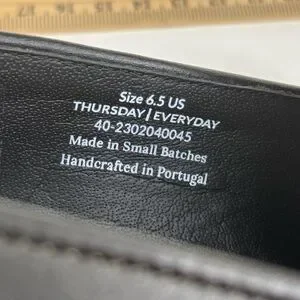 Size 6.5 US
THURSDAY/EVERYDAY
40-2302040045
Made in Small Batches
Handcrafted in Portugal